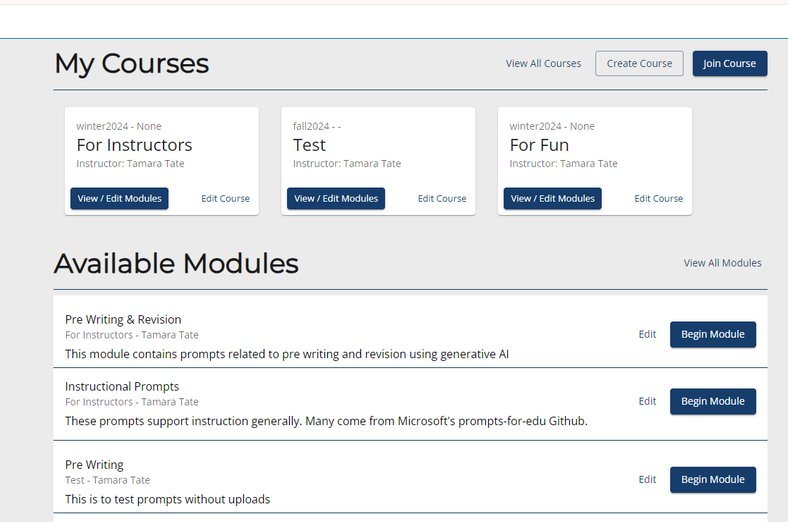 My Courses
View All Courses
Create Course
Join Course
winter2024 - None
For Instructors
Instructor: Tamara Tate
View / Edit Modules
Edit Course
fall2024 - -
Test
Instructor: Tamara Tate
View / Edit Modules
Edit Course
winter2024 - None
For Fun
Instructor: Tamara Tate
View / Edit Modules
Edit Course
Available Modules
View All Modules
Pre Writing & Revision
For Instructors - Tamara Tate
This module contains prompts related to pre writing and revision using generative AI
Edit
Begin Module
Instructional Prompts
For Instructors - Tamara Tate
These prompts support instruction generally. Many come from Microsoft's prompts-for-edu Github.
Edit
Begin Module
Pre Writing
Test - Tamara Tate
This is to test prompts without uploads
Edit
Begin Module